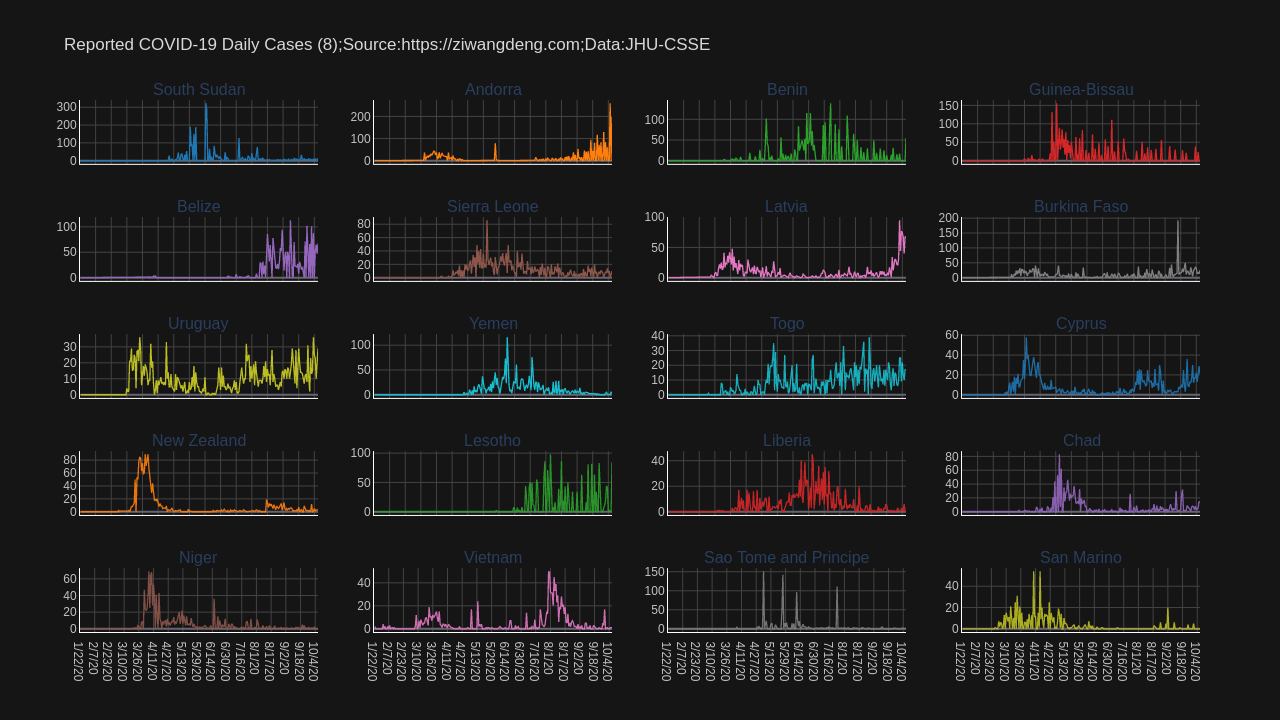 Reported COVID-19 Daily Cases (8);Source:https://ziwangdeng.com;Data:JHU-CSSE
South Sudan Andorra Benin Guinea-Bissau
300 200 100 0
200 100 0
100 50 0
150 100 50 0
Belize Sierra Leone Latvia Burkina Faso
100 50 0
80 60 40 20 0
100 50 0
200 150 100 50 0
Uruguay Yemen Togo Cyprus
30 20 10 0
100 50 0
40 30 20 10 0
60 40 20 0
New Zealand Lesotho Liberia Chad
80 60 40 20 0
100 50 0
40 20 0
80 60 40 20 0
Niger Vietnam Sao Tome and Principe San Marino
60 40 20 0
40 20 0
150 100 50 0
40 20 0
1/22/20 2/7/20 2/23/20 3/10/20 3/26/20 4/11/20 4/27/20 5/13/20 5/29/20 6/14/20 6/30/20 7/16/20 8/1/20 8/17/20 9/2/20 9/18/20 10/4/20
1/22/20 2/7/20 2/23/20 3/10/20 3/26/20 4/11/20 4/27/20 5/13/20 5/29/20 6/14/20 6/30/20 7/16/20 8/1/20 8/17/20 9/2/20 9/18/20 10/4/20
1/22/20 2/7/20 2/23/20 3/10/20 3/26/20 4/11/20 4/27/20 5/13/20 5/29/20 6/14/20 6/30/20 7/16/20 8/1/20 8/17/20 9/2/20 9/18/20 10/4/20
1/22/20 2/7/20 2/23/20 3/10/20 3/26/20 4/11/20 4/27/20 5/13/20 5/29/20 6/14/20 6/30/20 7/16/20 8/1/20 8/17/20 9/2/20 9/18/20 10/4/20